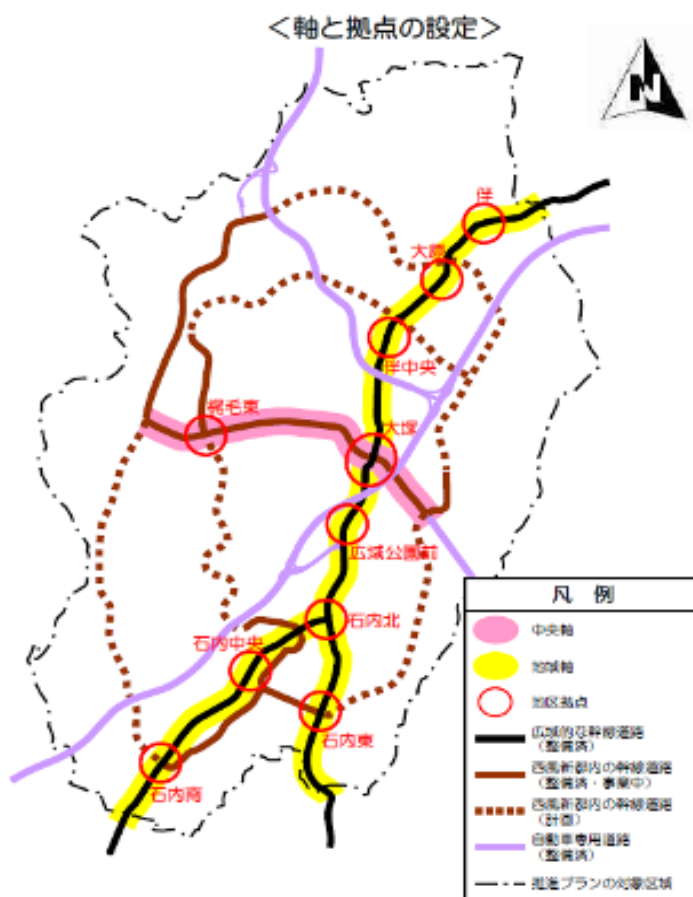 ＜軸と拠点の設定＞
N
伴
大原
伴中央
梶毛東
大塚
広域公園前
石内北
石内中央
石内東
石内南
凡 例
中央軸
地域軸
地区拠点
広域的な幹線道路
（整備済）
西風新都内の幹線道路
（整備済・事業中）
西風新都内の幹線道路
（計画）
自動車専用道路
（整備済）
推進プランの対象区域